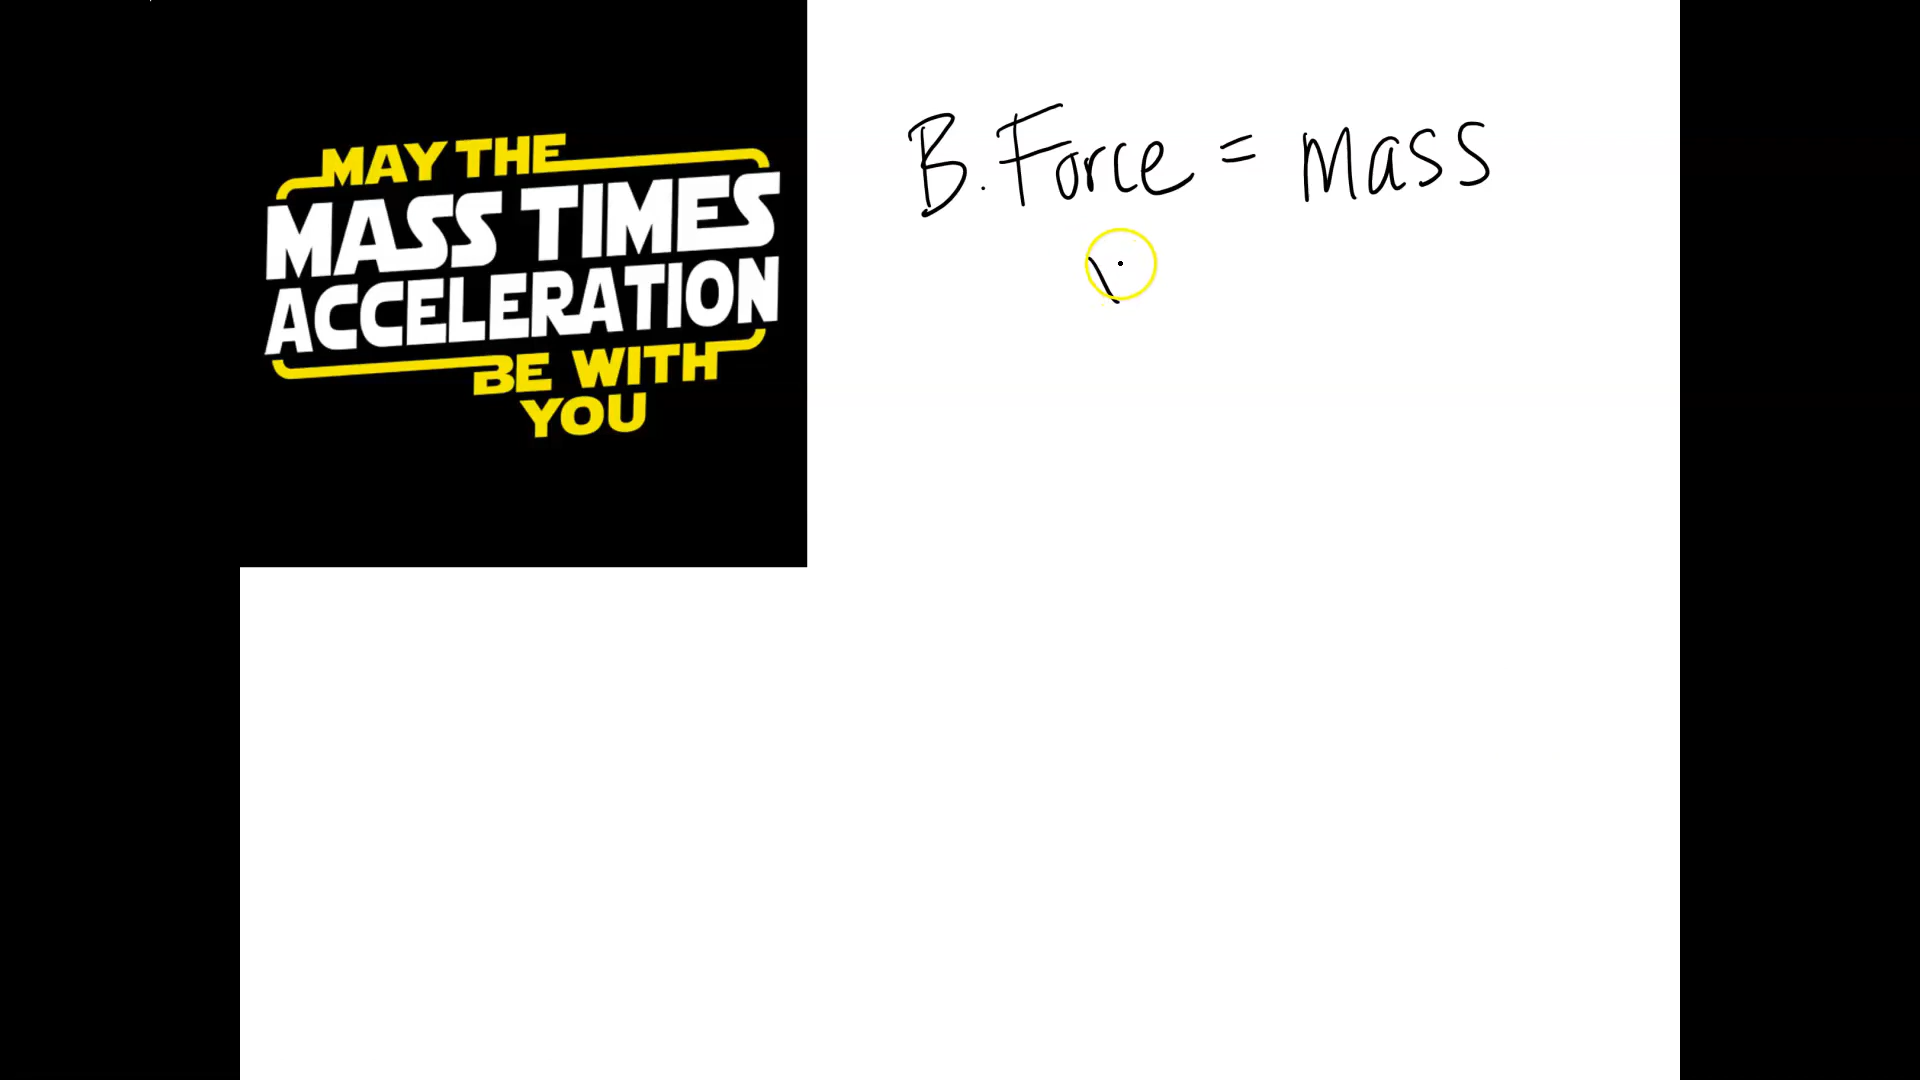 MAY THE
MASS TIMES
ACCELERATION
BE WITH
YOU
B. Force = mass